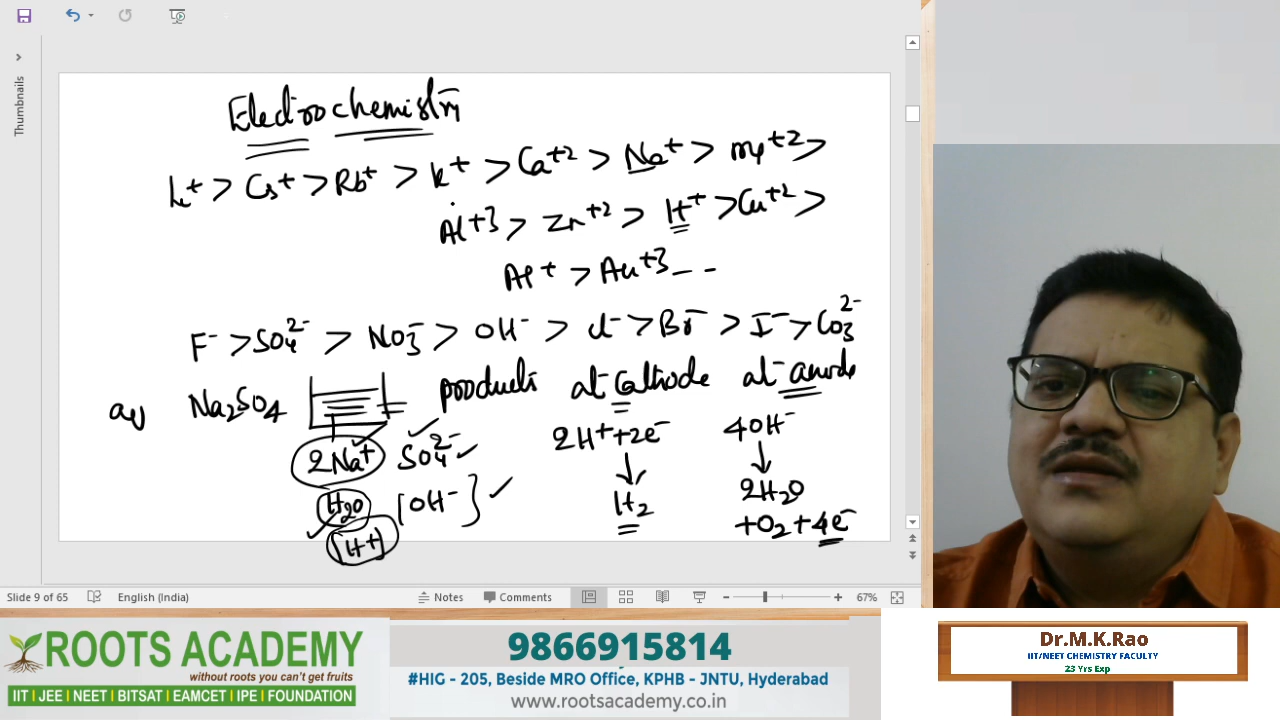 Electrochemistry
Li+ > Cs+ > Rb+ > K+ > Ca+2 > Na+ > Mg+2 >
Al+3 > Zn+2 > H+ > Cu+2 >
Ag+ > Au+3 - -
F- > SO4 2- > NO3- > OH- > Cl- > Br- > I- > CO3 2-
aq Na2SO4 products at cathode at anode
2Na+ SO4 2- 2H+ + 2e- 4OH-
↓ ↓
H2O [OH-] H2 2H2O
[H+] +O2 + 4e-
Thumbnails
Slide 9 of 65 English (India) Notes Comments 67%
ROOTS ACADEMY
without roots you can't get fruits
IIT I JEE I NEET I BITSAT I EAMCET I IPE I FOUNDATION
9866915814
#HIG - 205, Beside MRO Office, KPHB - JNTU, Hyderabad
www.rootsacademy.co.in
Dr.M.K.Rao
IIT/NEET CHEMISTRY FACULTY
23 Yrs Exp